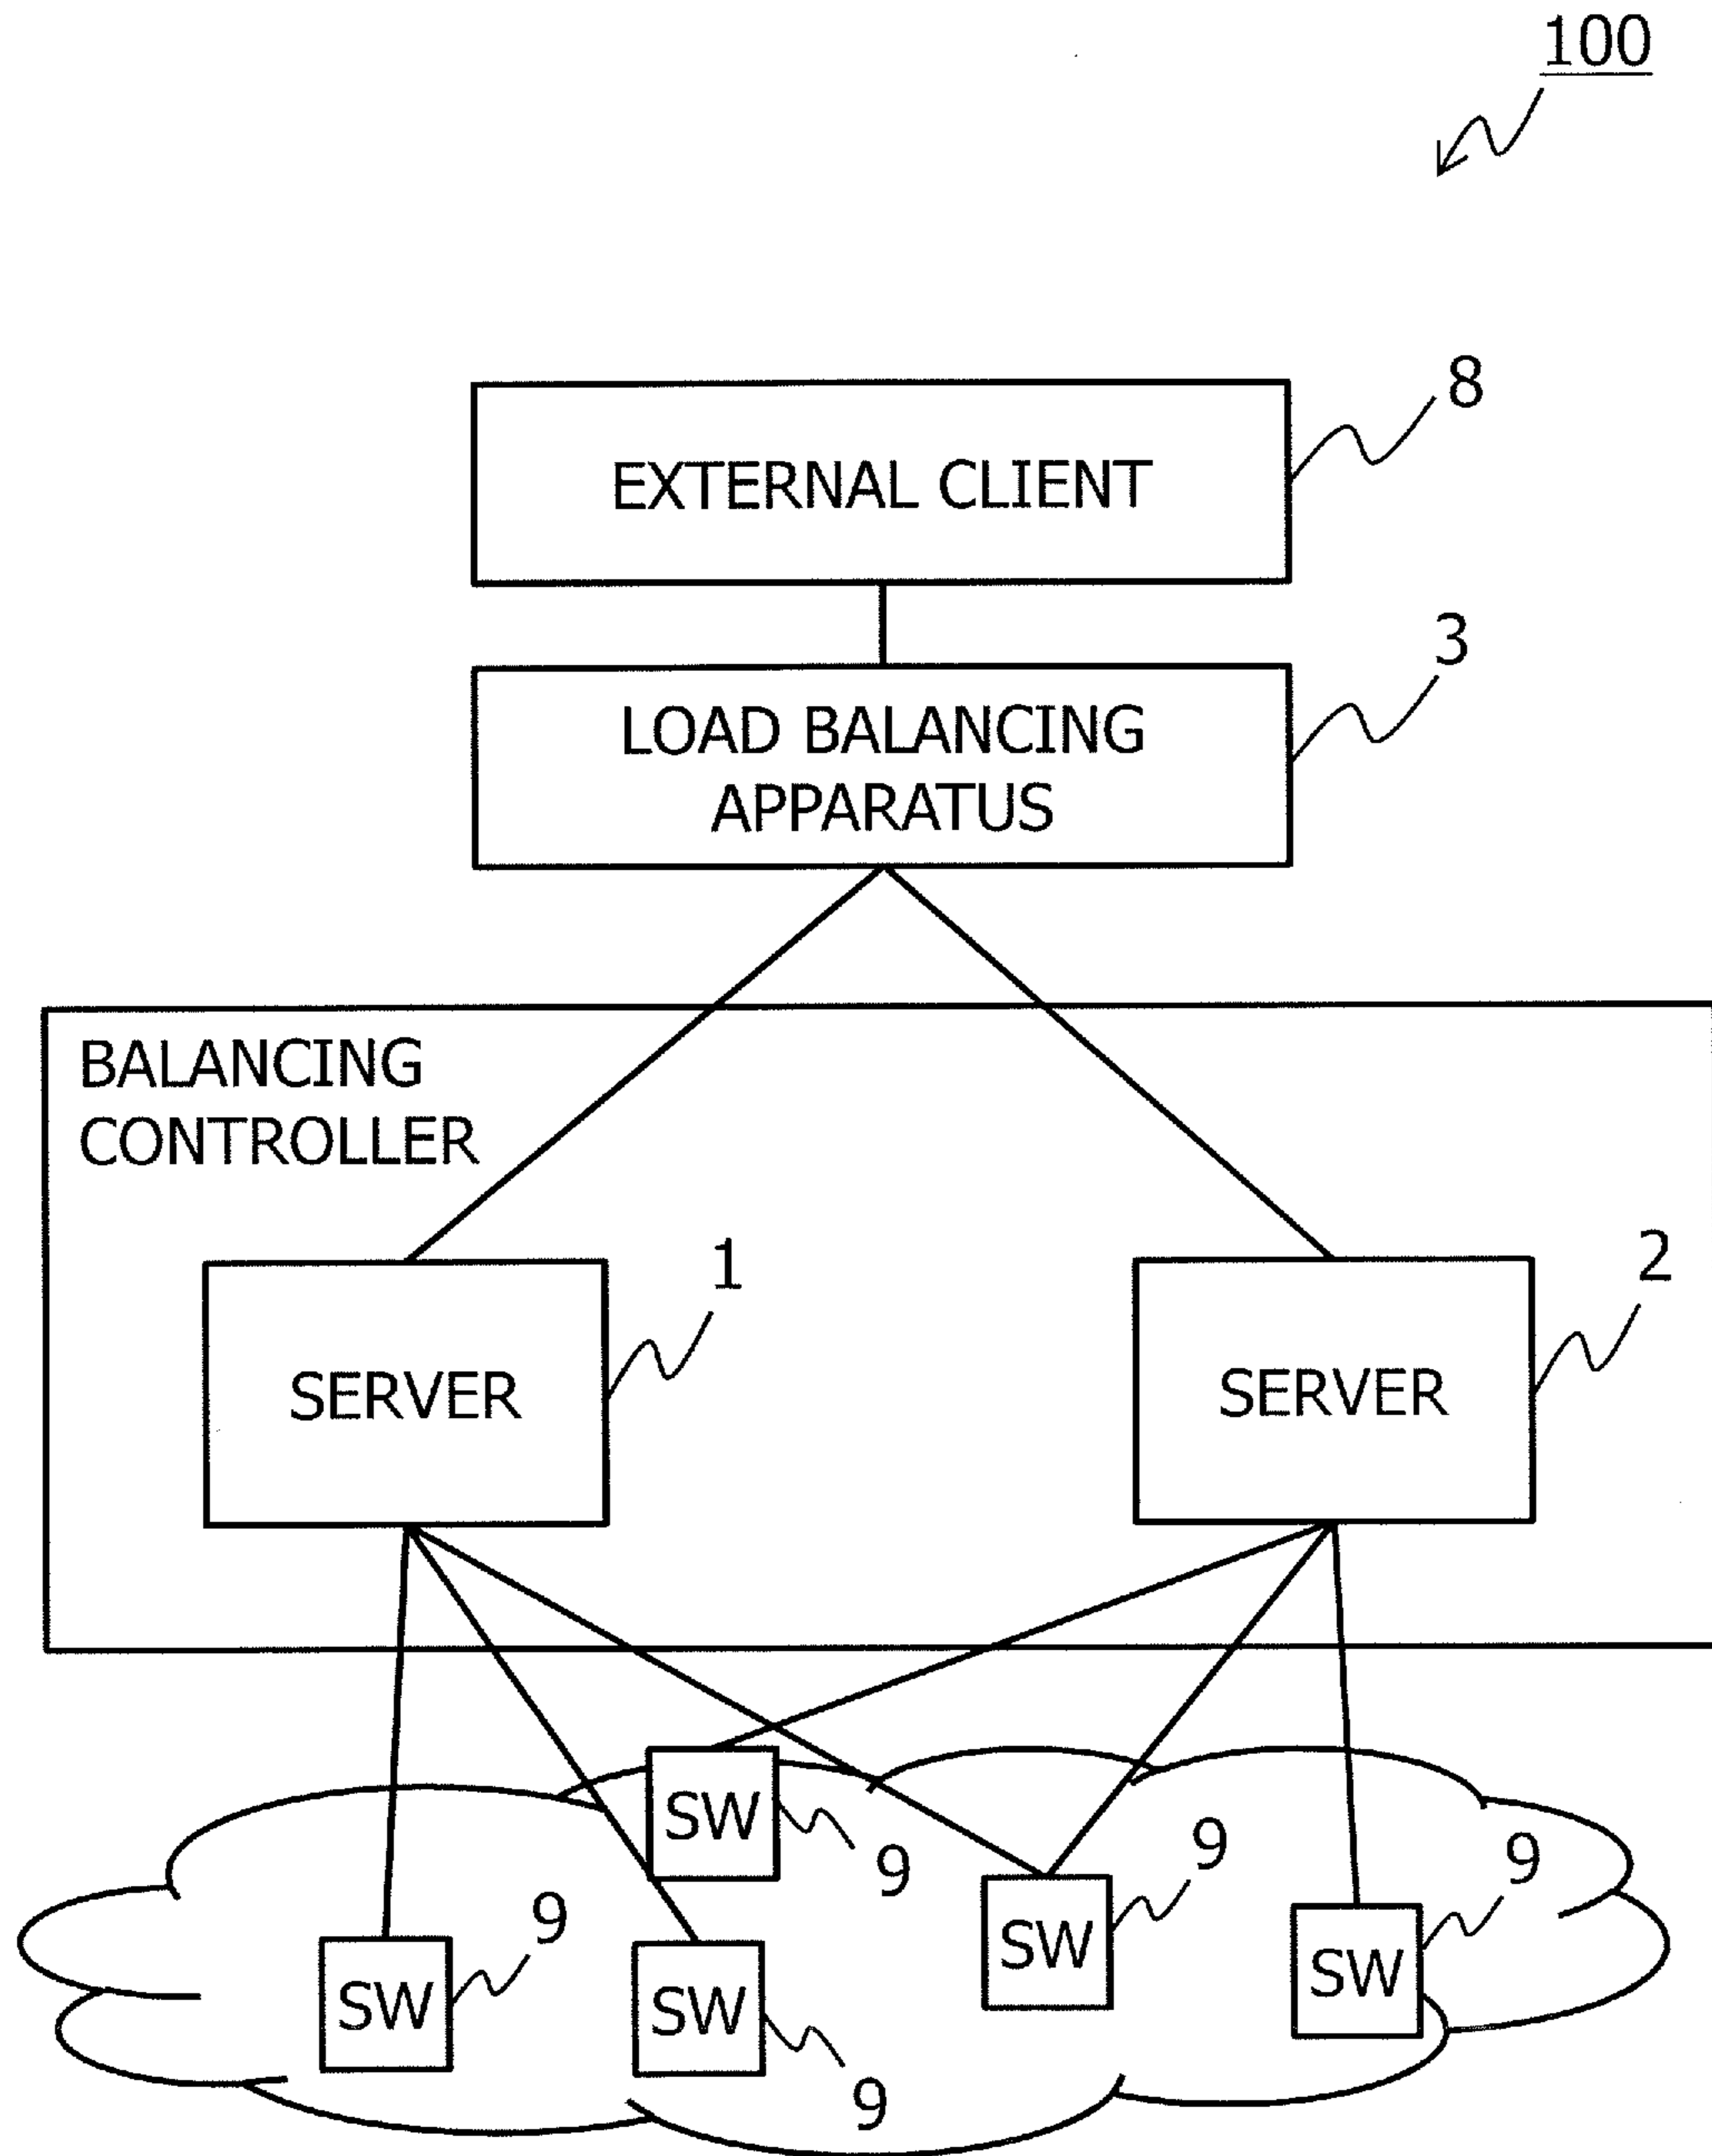 100
8
EXTERNAL CLIENT
3
LOAD BALANCING
APPARATUS
BALANCING
CONTROLLER
1
2
SERVER
SERVER
SW
9
9
9
9
SW
SW
SW
SW
9